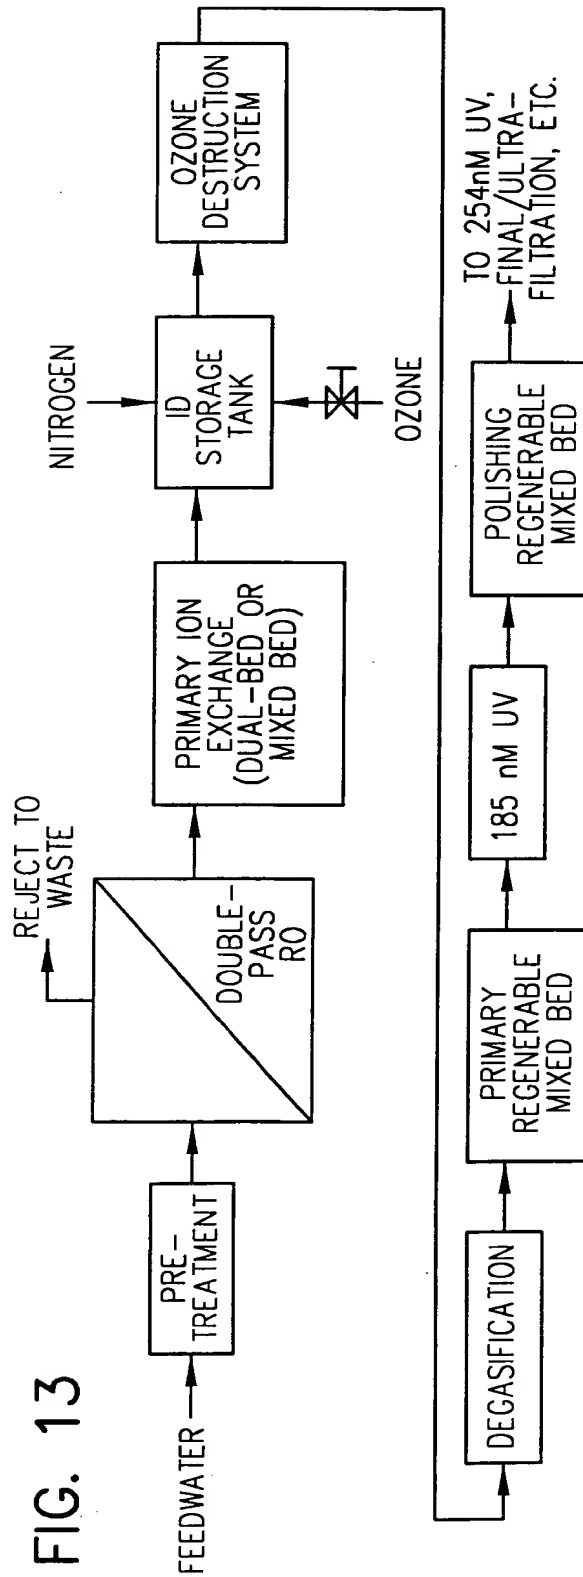 FIG. 13
FEEDWATER
PRE-
TREATMENT
REJECT TO
WASTE
DOUBLE-
PASS
RO
PRIMARY ION
EXCHANGE
(DUAL-BED OR
MIXED BED)
NITROGEN
ID
STORAGE
TANK
OZONE
OZONE
DESTRUCTION
SYSTEM
DEGASIFICATION
PRIMARY
REGENERABLE
MIXED BED
185 nM UV
POLISHING
REGENERABLE
MIXED BED
TO 254nM UV,
FINAL/ULTRA-
FILTRATION, ETC.